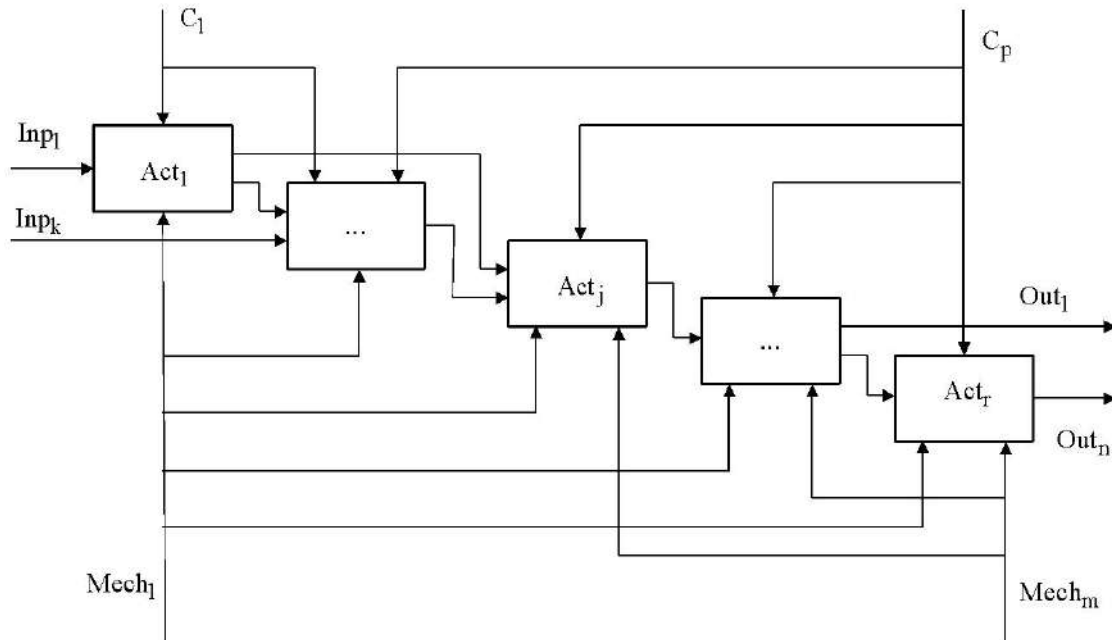 C₁
Cₚ
Inp₁
Act₁
Inpₖ
...
Actⱼ
Out₁
...
Actᵣ
Outₙ
Mech₁
Mechₘ